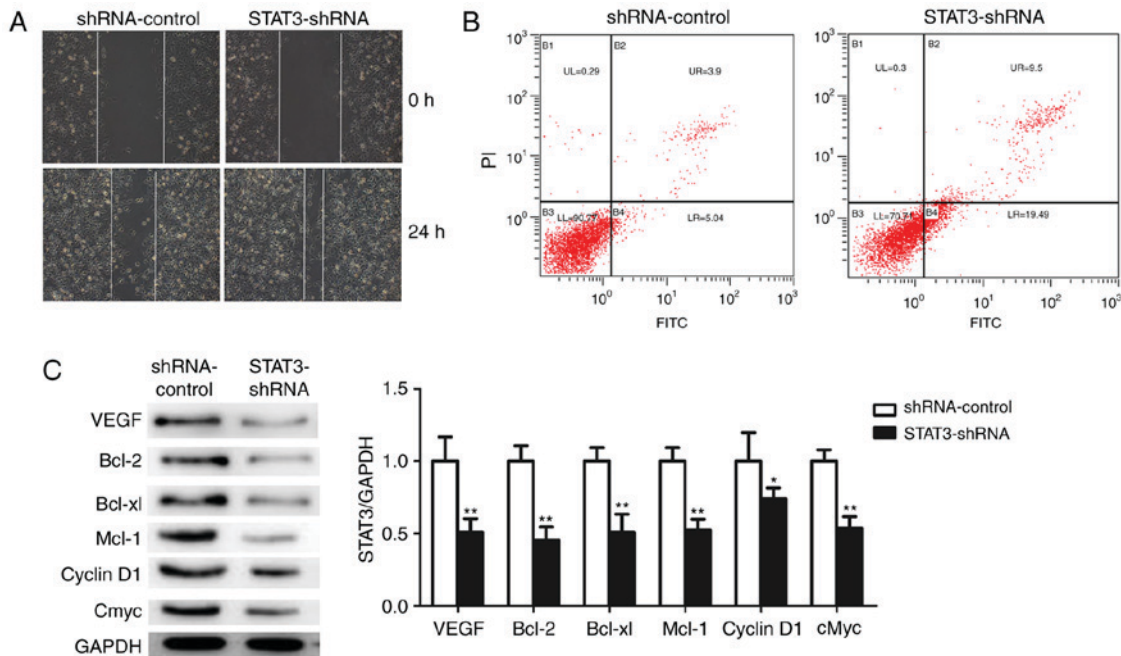 A
shRNA-control
STAT3-shRNA
0 h
24 h
B
shRNA-control
STAT3-shRNA
PI
10³
10²
10¹
10⁰
B1
B2
UL=0.29
UR=3.9
B3
B4
LR=5.04
10⁰
10¹
10²
10³
FITC
10³
10²
10¹
10⁰
B1
B2
UL=0.3
UR=9.5
B3
B4
LR=19.49
10⁰
10¹
10²
10³
FITC
C
shRNA-
control
STAT3-
shRNA
VEGF
Bcl-2
Bcl-xl
Mcl-1
Cyclin D1
Cmyc
GAPDH
STAT3/GAPDH
1.5
1.0
0.5
0.0
**
**
**
**
*
**
VEGF
Bcl-2
Bcl-xl
Mcl-1
Cyclin D1
cMyc
shRNA-control
STAT3-shRNA